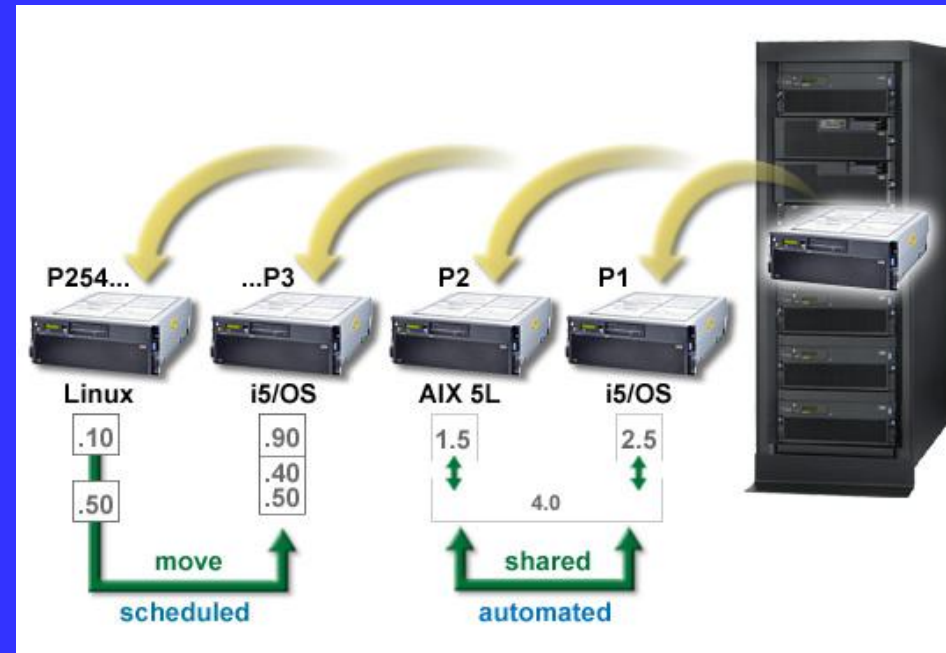 P254...
...P3
P2
P1
Linux
i5/OS
AIX 5L
i5/OS
.10
.90
1.5
2.5
.40
.50
.50
4.0
move
shared
scheduled
automated